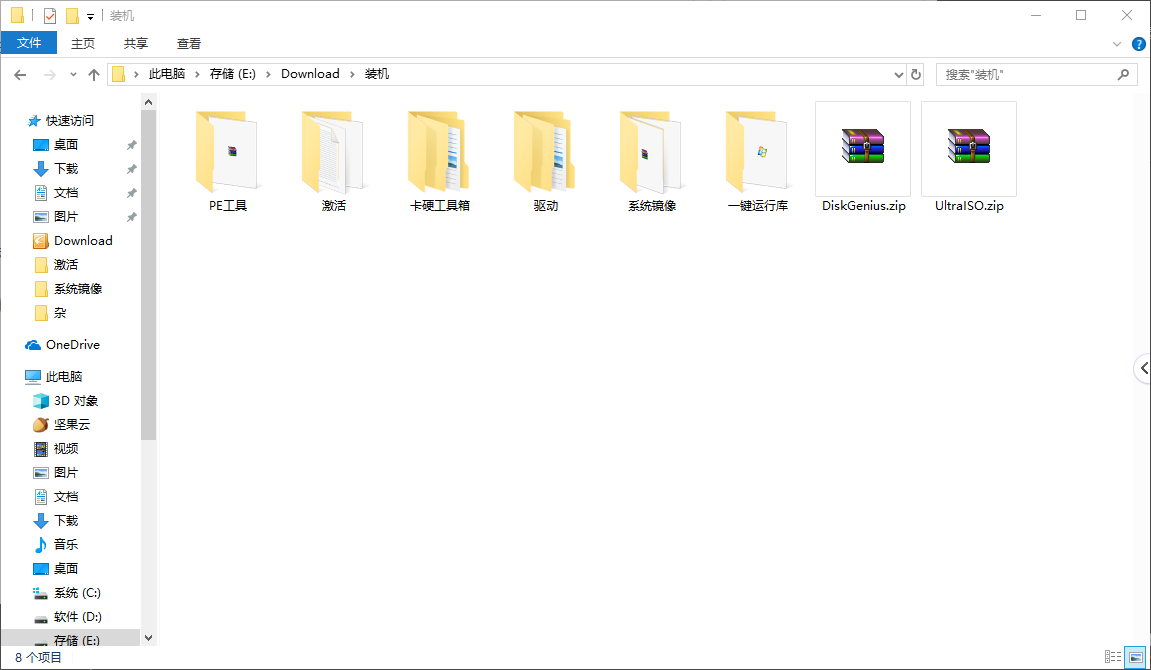 装机
文件 主页 共享 查看
此电脑 存储 (E:) Download 装机
搜索"装机"
快速访问
桌面
下载
文档
图片
Download
激活
系统镜像
杂
OneDrive
此电脑
3D 对象
坚果云
视频
图片
文档
下载
音乐
桌面
系统 (C:)
软件 (D:)
存储 (E:)
PE工具 激活 卡硬工具箱 驱动 系统镜像 一键运行库 DiskGenius.zip UltraISO.zip
8 个项目